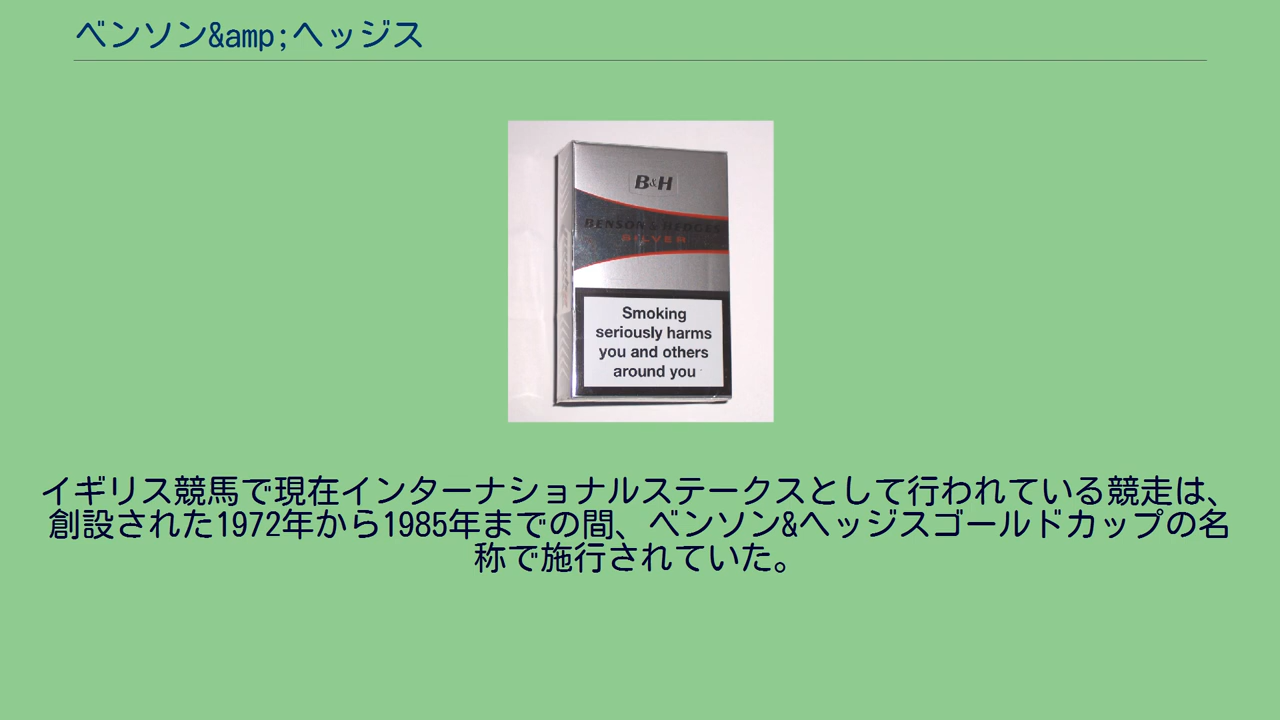 ベンソン&amp;ヘッジス
B&H
BENSON & HEDGES
SILVER
Smoking
seriously harms
you and others
around you
イギリス競馬で現在インターナショナルステークスとして行われている競走は、
創設された1972年から1985年までの間、ベンソン&ヘッジスゴールドカップの名
称で施行されていた。